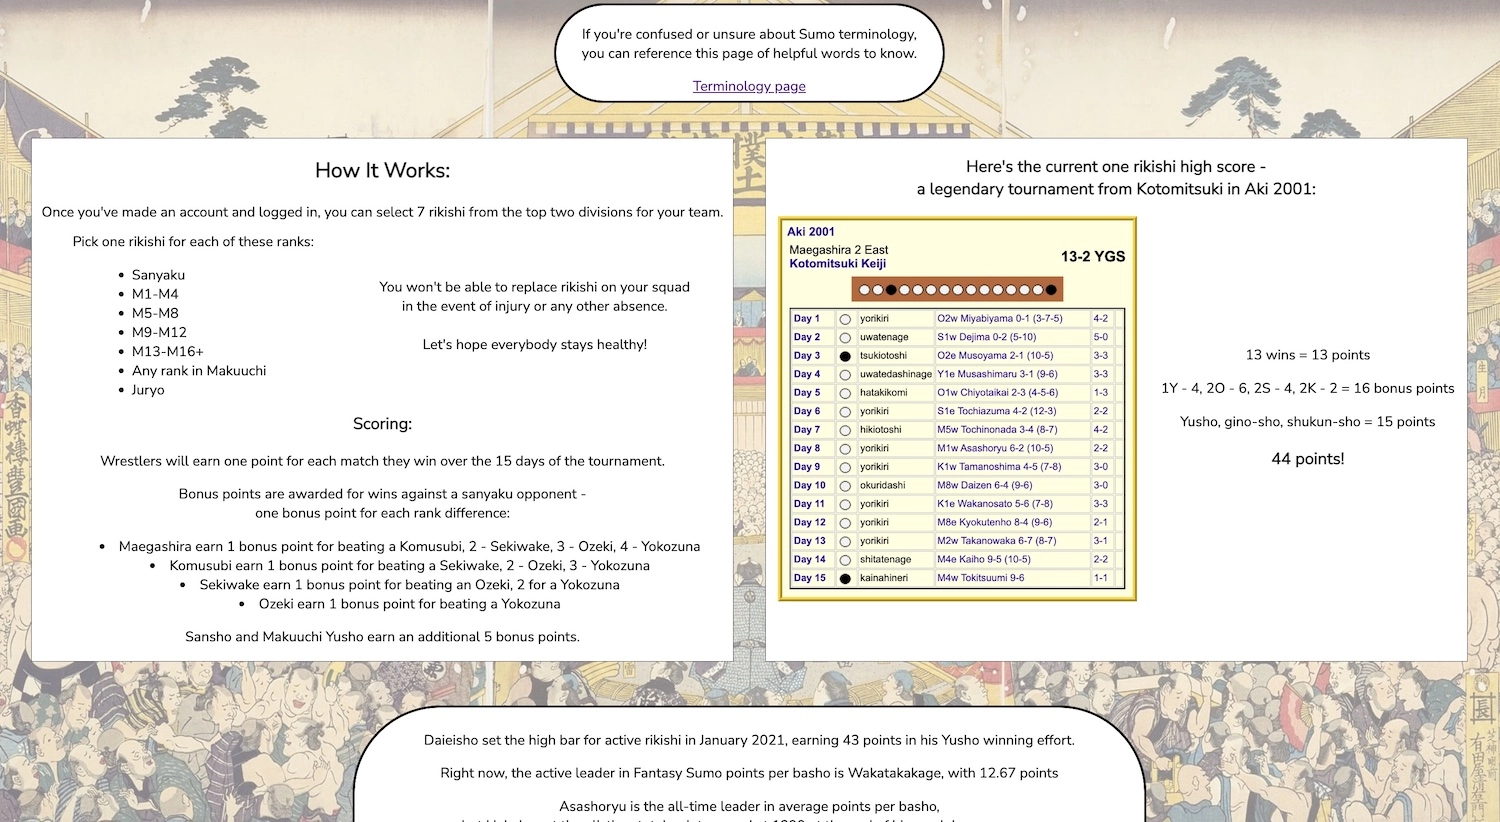 If you're confused or unsure about Sumo terminology,
you can reference this page of helpful words to know.
Terminology page
How It Works:
Once you've made an account and logged in, you can select 7 rikishi from the top two divisions for your team.
Pick one rikishi for each of these ranks:
• Sanyaku
• M1-M4
• M5-M8
• M9-M12
• M13-M16+
• Any rank in Makuuchi
• Juryo
You won't be able to replace rikishi on your squad
in the event of injury or any other absence.
Let's hope everybody stays healthy!
Scoring:
Wrestlers will earn one point for each match they win over the 15 days of the tournament.
Bonus points are awarded for wins against a sanyaku opponent -
one bonus point for each rank difference:
• Maegashira earn 1 bonus point for beating a Komusubi, 2 - Sekiwake, 3 - Ozeki, 4 - Yokozuna
• Komusubi earn 1 bonus point for beating a Sekiwake, 2 - Ozeki, 3 - Yokozuna
• Sekiwake earn 1 bonus point for beating an Ozeki, 2 for a Yokozuna
• Ozeki earn 1 bonus point for beating a Yokozuna
Sansho and Makuuchi Yusho earn an additional 5 bonus points.
Here's the current one rikishi high score -
a legendary tournament from Kotomitsuki in Aki 2001:
Aki 2001
Maegashira 2 East
Kotomitsuki Keiji
13-2 YGS
Day 1 yorikiri O2w Miyabiyama 0-1 (3-7-5) 4-2
Day 2 uwatenage S1w Dejima 0-2 (5-10) 5-0
Day 3 tsukiotoshi O2e Musoyama 2-1 (10-5) 3-3
Day 4 uwatedashinage Y1e Musashimaru 3-1 (9-6) 3-3
Day 5 hatakikomi O1w Chiyotaikai 2-3 (4-5-6) 1-3
Day 6 yorikiri S1e Tochiazuma 4-2 (12-3) 2-2
Day 7 hikiotoshi M5w Tochinonada 3-4 (8-7) 4-2
Day 8 yorikiri M1w Asashoryu 6-2 (10-5) 2-2
Day 9 yorikiri K1w Tamanoshima 4-5 (7-8) 3-0
Day 10 okuridashi M8w Daizen 6-4 (9-6) 3-0
Day 11 yorikiri K1e Wakanosato 5-6 (7-8) 3-3
Day 12 yorikiri M8e Kyokutenho 8-4 (9-6) 2-1
Day 13 yorikiri M2w Takanowaka 6-7 (8-7) 3-1
Day 14 shitatenage M4e Kaiho 9-5 (10-5) 2-2
Day 15 kainahineri M4w Tokitsuumi 9-6 1-1
13 wins = 13 points
1Y - 4, 2O - 6, 2S - 4, 2K - 2 = 16 bonus points
Yusho, gino-sho, shukun-sho = 15 points
44 points!
Daieisho set the high bar for active rikishi in January 2021, earning 43 points in his Yusho winning effort.
Right now, the active leader in Fantasy Sumo points per basho is Wakatakakage, with 12.67 points
Asashoryu is the all-time leader in average points per basho,
香蝶楼豊国画